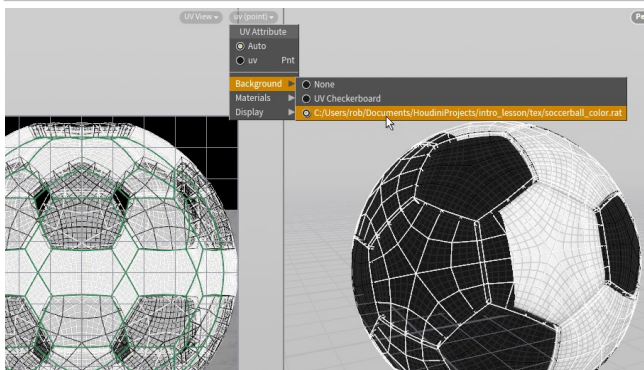 UV View
uv (point)
Pe
UV Attribute
Auto
uv Pnt
Background
None
Materials
UV Checkerboard
Display
C:/Users/rob/Documents/HoudiniProjects/intro_lesson/tex/soccerball_color.rat